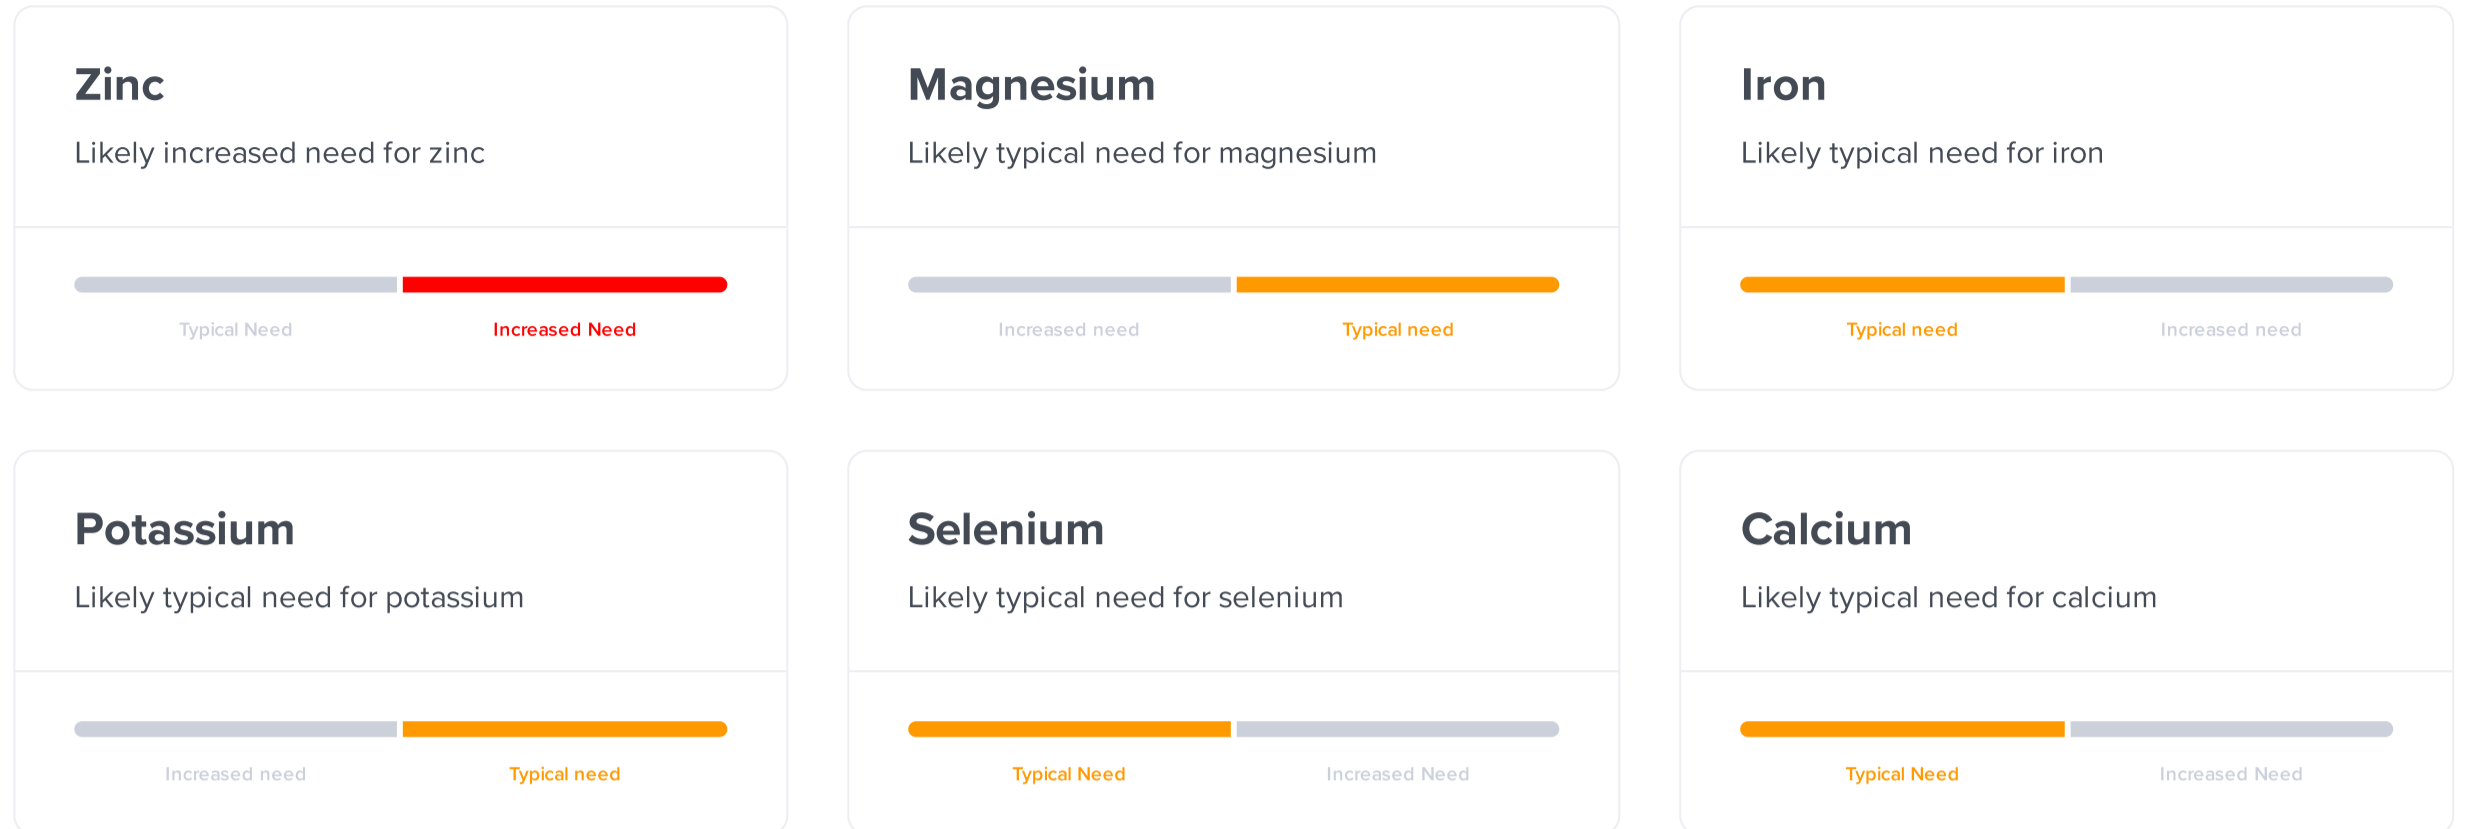 Zinc
Likely increased need for zinc
Typical Need
Increased Need
Magnesium
Likely typical need for magnesium
Increased need
Typical need
Iron
Likely typical need for iron
Typical need
Increased need
Potassium
Likely typical need for potassium
Increased need
Typical need
Selenium
Likely typical need for selenium
Typical Need
Increased Need
Calcium
Likely typical need for calcium
Typical Need
Increased Need